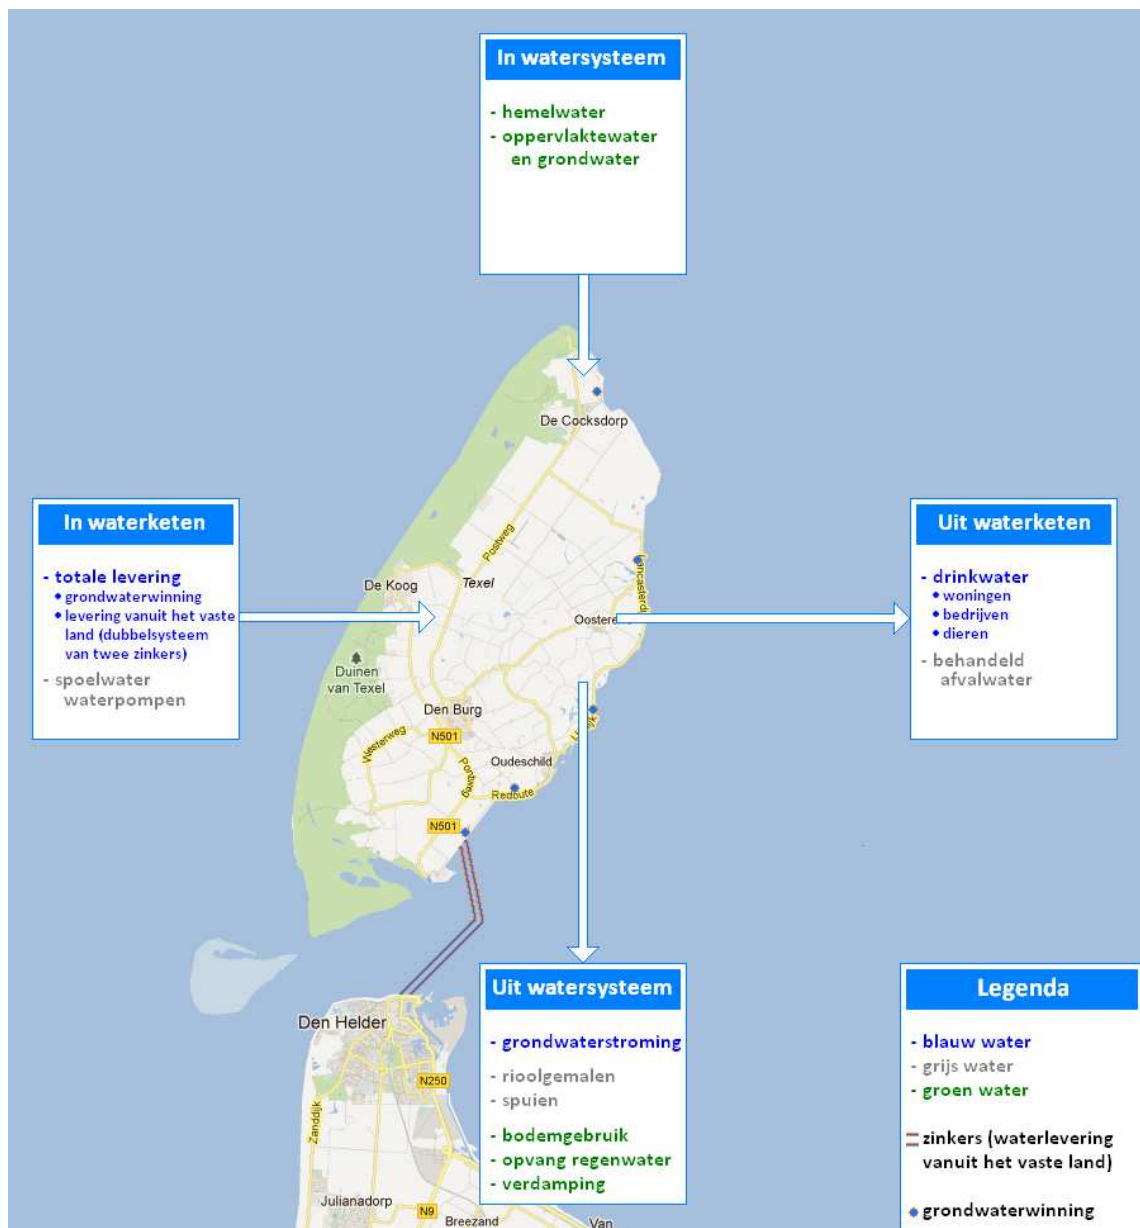 In watersysteem
- hemelwater
- oppervlaktewater
en grondwater
De Cocksdorp
Postweg
Texel
De Koog
Oostere
Duinen
van Texel
Den Burg
N501
Westerweg
Pontweg
Oudeschild
Redoute
N501
In waterketen
- totale levering
• grondwaterwinning
• levering vanuit het vaste
land (dubbelsysteem
van twee zinkers)
- spoelwater
waterpompen
Uit waterketen
- drinkwater
• woningen
• bedrijven
• dieren
- behandeld
afvalwater
Den Helder
N250
Zanddijk
Julianadorp
N9
Breezand
Van
Uit watersysteem
- grondwaterstroming
- rioolgemalen
- spuien
- bodemgebruik
- opvang regenwater
- verdamping
Legenda
- blauw water
- grijs water
- groen water
zinkers (waterlevering
vanuit het vaste land)
grondwaterwinning